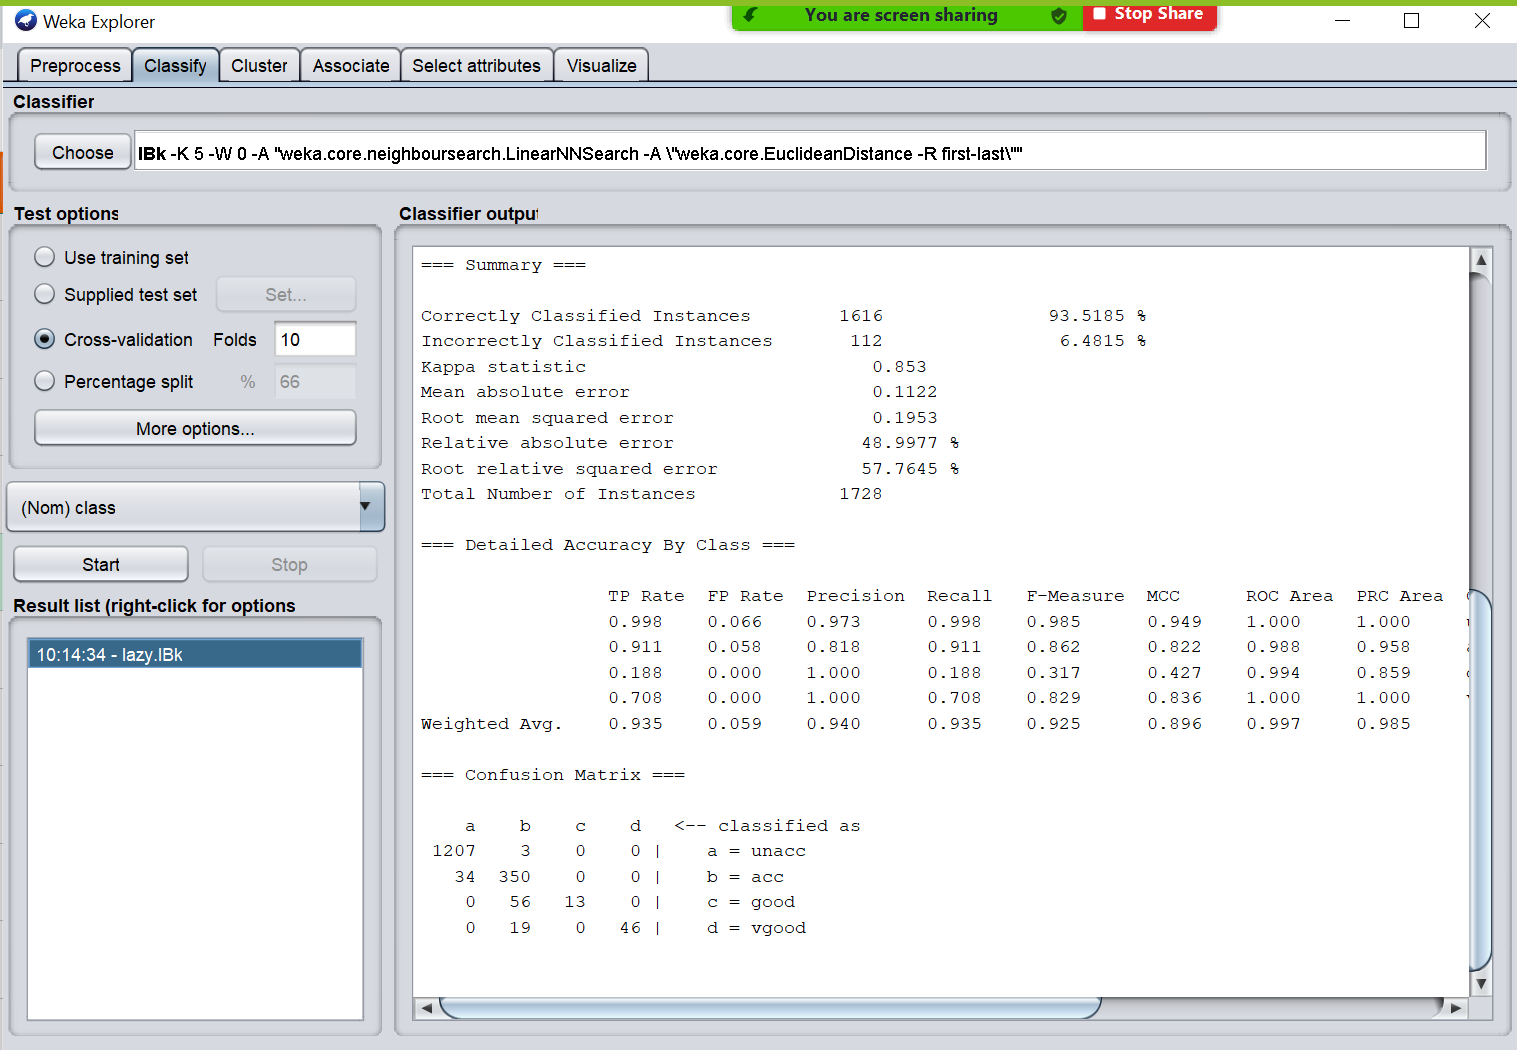 Weka Explorer
You are screen sharing
Stop Share
Preprocess Classify Cluster Associate Select attributes Visualize
Classifier
Choose IBk -K 5 -W 0 -A "weka.core.neighboursearch.LinearNNSearch -A \"weka.core.EuclideanDistance -R first-last\""
Test options
Use training set
Supplied test set Set...
Cross-validation Folds 10
Percentage split % 66
More options...
(Nom) class
Start Stop
Result list (right-click for options
10:14:34 - lazy.IBk
Classifier output
=== Summary ===
Correctly Classified Instances 1616 93.5185 %
Incorrectly Classified Instances 112 6.4815 %
Kappa statistic 0.853
Mean absolute error 0.1122
Root mean squared error 0.1953
Relative absolute error 48.9977 %
Root relative squared error 57.7645 %
Total Number of Instances 1728
=== Detailed Accuracy By Class ===
TP Rate FP Rate Precision Recall F-Measure MCC ROC Area PRC Area
0.998 0.066 0.973 0.998 0.985 0.949 1.000 1.000
0.911 0.058 0.818 0.911 0.862 0.822 0.988 0.958
0.188 0.000 1.000 0.188 0.317 0.427 0.994 0.859
0.708 0.000 1.000 0.708 0.829 0.836 1.000 1.000
Weighted Avg. 0.935 0.059 0.940 0.935 0.925 0.896 0.997 0.985
=== Confusion Matrix ===
a b c d <-- classified as
1207 3 0 0 | a = unacc
34 350 0 0 | b = acc
0 56 13 0 | c = good
0 19 0 46 | d = vgood